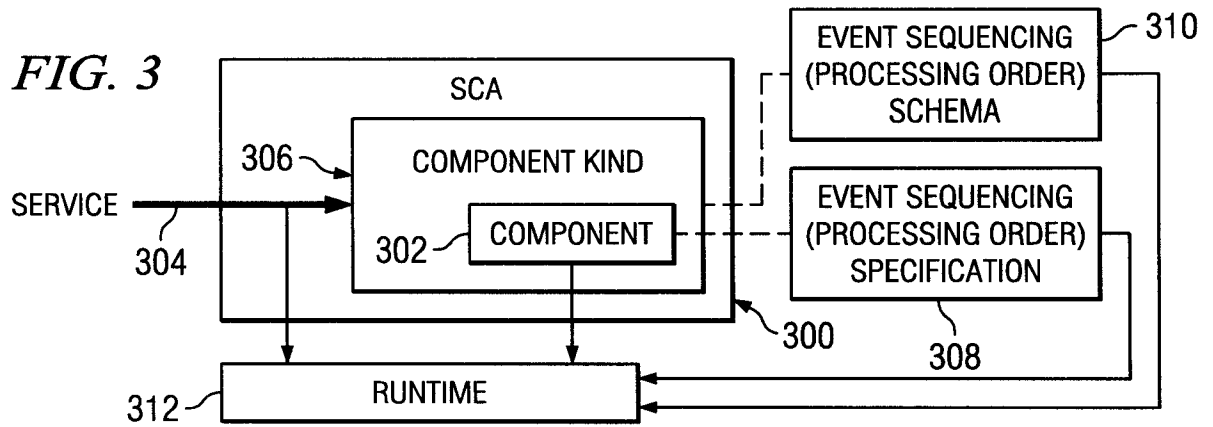 FIG. 3
SCA
EVENT SEQUENCING
(PROCESSING ORDER)
SCHEMA
310
306
COMPONENT KIND
SERVICE
304
302
COMPONENT
EVENT SEQUENCING
(PROCESSING ORDER)
SPECIFICATION
300
308
312
RUNTIME